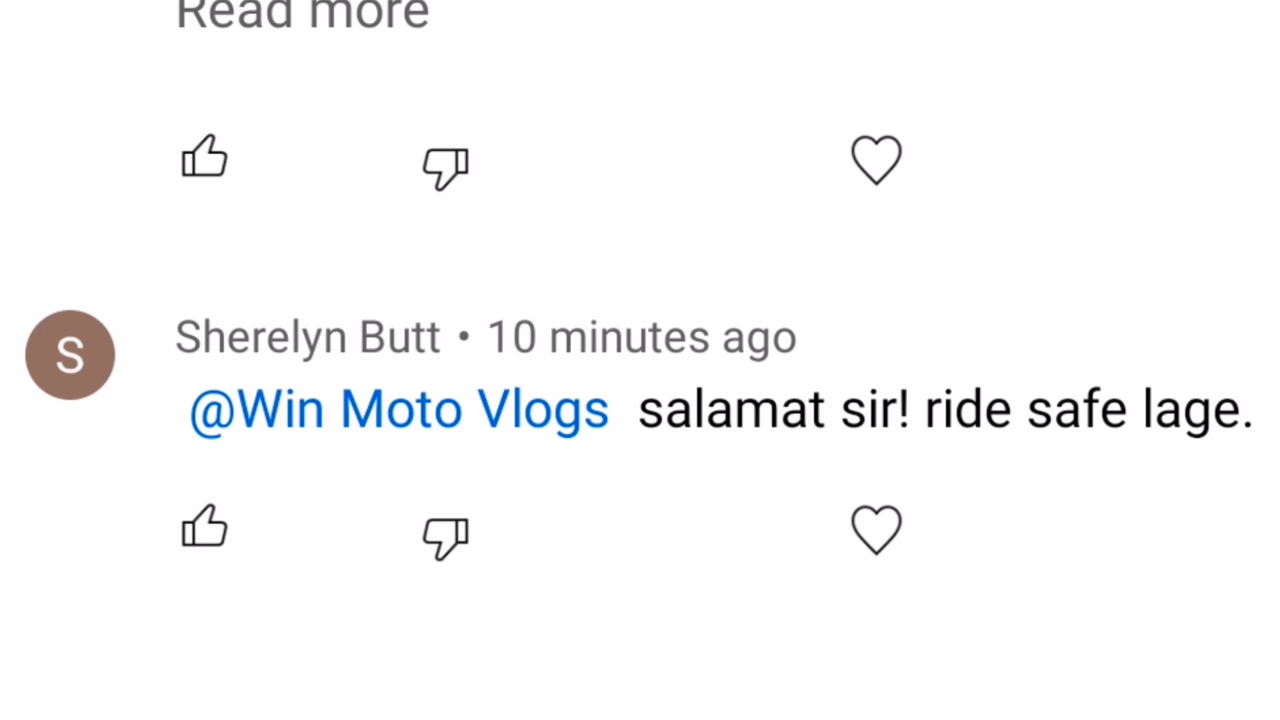 Read more
S
Sherelyn Butt • 10 minutes ago
@Win Moto Vlogs salamat sir! ride safe lage.